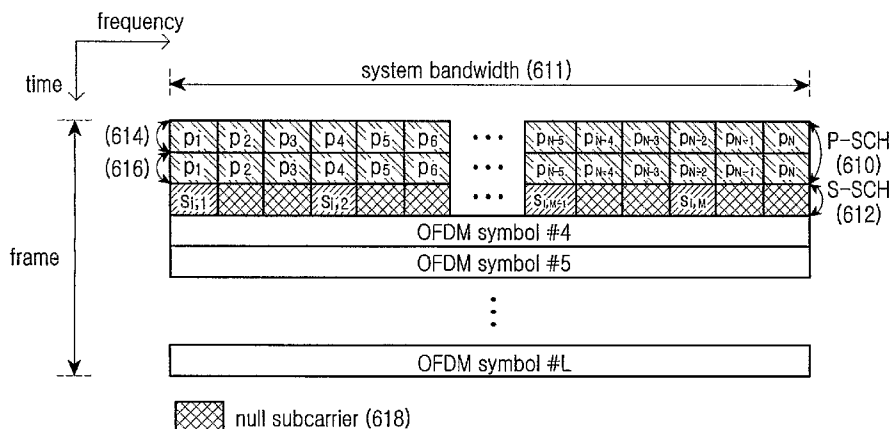 frequency
time
system bandwidth (611)
(614) p1 p2 p3 p4 p5 p6 ••• pN-5 pN-4 pN-3 pN-2 pN-1 pN P-SCH
(616) p1 p2 p3 p4 p5 p6 ••• pN-5 pN-4 pN-3 pN-2 pN-1 pN (610)
Si,1 Si,2 ••• Si,M-1 Si,M S-SCH
(612)
OFDM symbol #4
frame
OFDM symbol #5
OFDM symbol #L
null subcarrier (618)